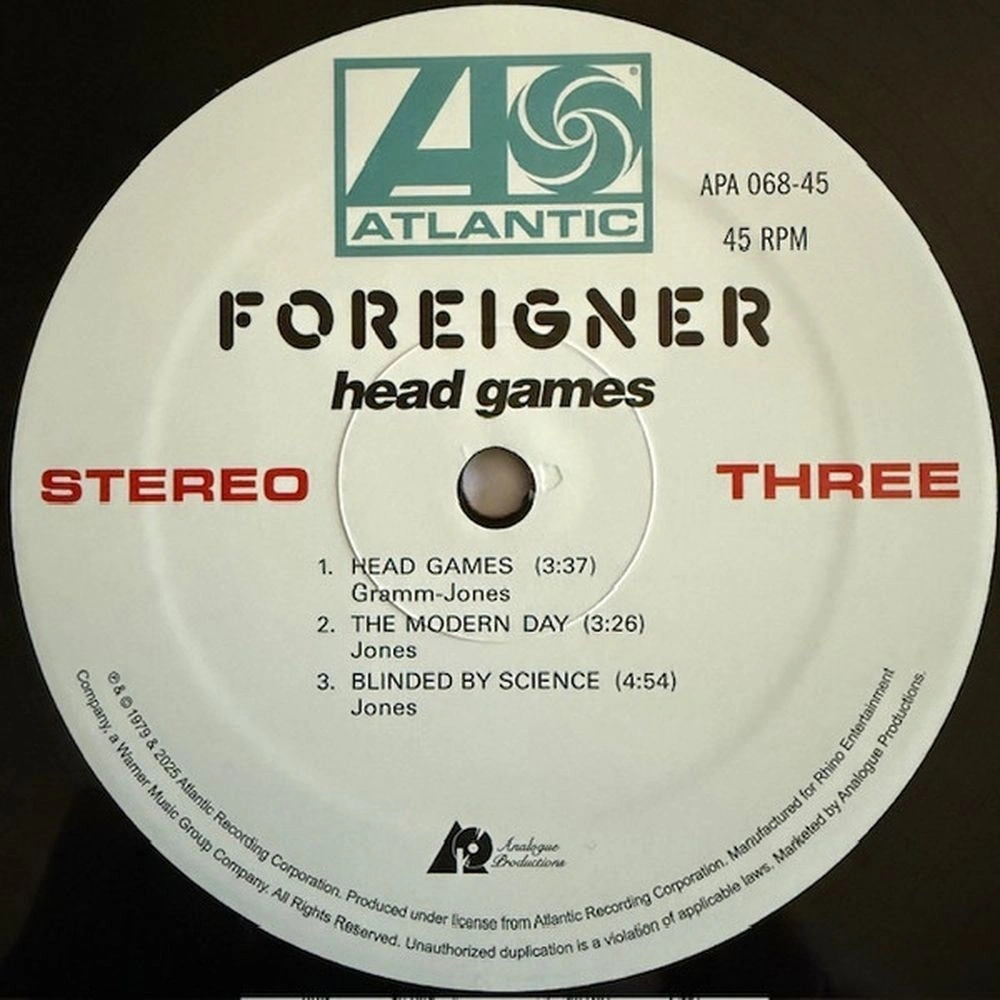 ATLANTIC
®
APA 068-45
45 RPM
FOREIGNER
head games
STEREO
THREE
1. HEAD GAMES (3:37)
Gramm-Jones
2. THE MODERN DAY (3:26)
Jones
3. BLINDED BY SCIENCE (4:54)
Jones
Analogue
Productions
℗ & © 1979 & 2025 Atlantic Recording Corporation. Produced under license from Atlantic Recording Corporation. Manufactured for Rhino Entertainment
Company, a Warner Music Group Company. All Rights Reserved. Unauthorized duplication is a violation of applicable laws. Marketed by Analogue Productions.